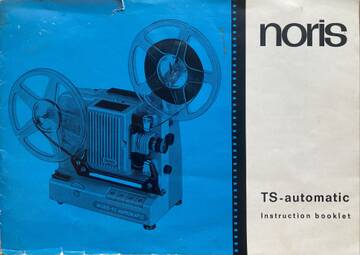 noris
TS-automatic
Instruction booklet